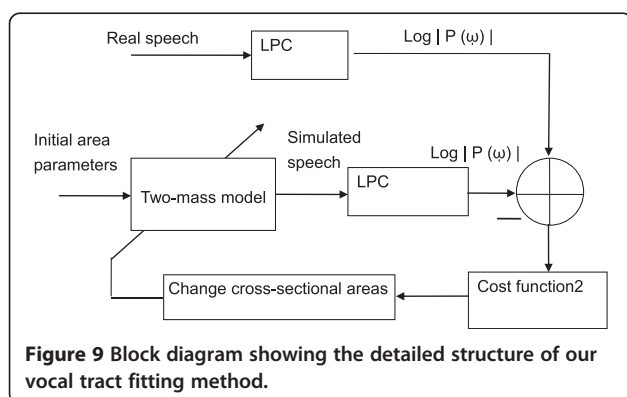 Real speech
LPC
Log | P (ω) |
Initial area
parameters
Simulated
speech
Log | P (ω) |
Two-mass model
LPC
Change cross-sectional areas
Cost function2
Figure 9 Block diagram showing the detailed structure of our
vocal tract fitting method.